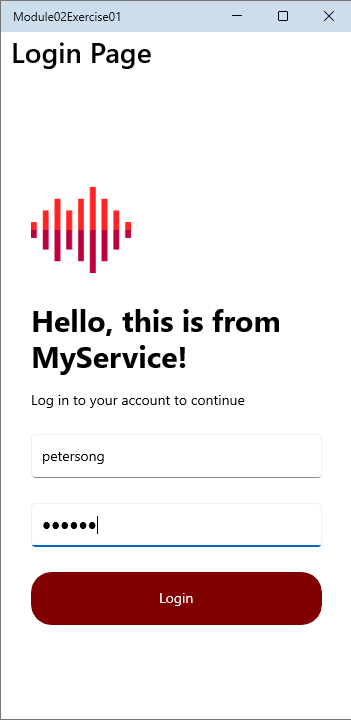 Module02Exercise01
Login Page
Hello, this is from
MyService!
Log in to your account to continue
petersong
●●●●●●
Login